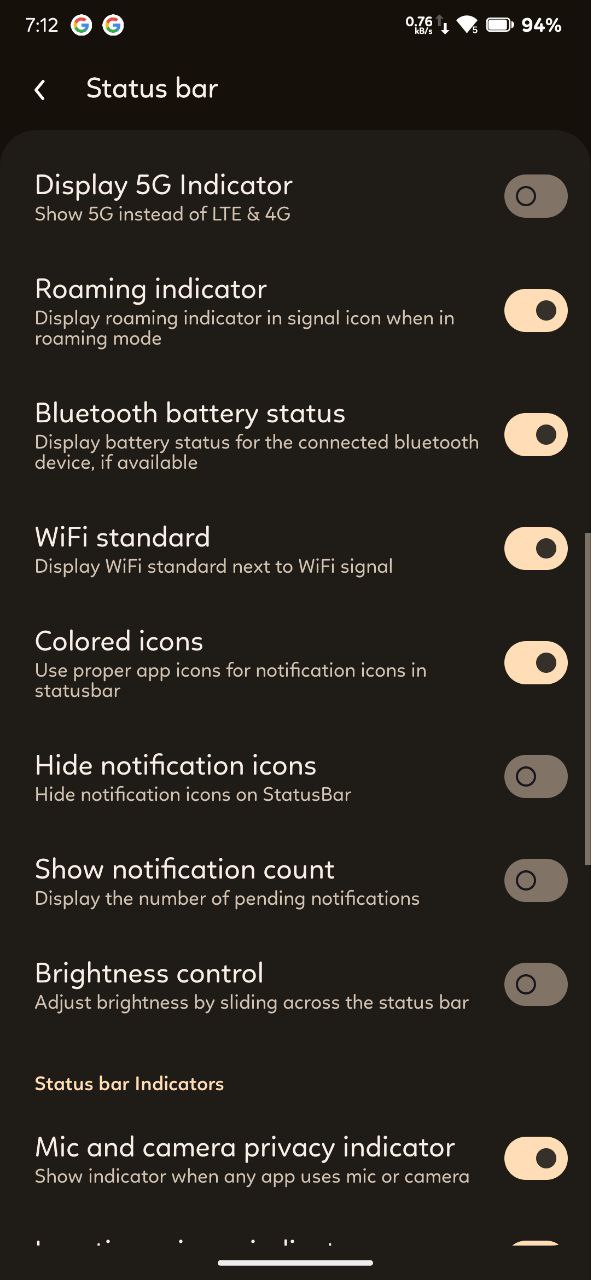 7:12 G G 0.76 kB/s 5 94%
Status bar
Display 5G Indicator
Show 5G instead of LTE & 4G
Roaming indicator
Display roaming indicator in signal icon when in
roaming mode
Bluetooth battery status
Display battery status for the connected bluetooth
device, if available
WiFi standard
Display WiFi standard next to WiFi signal
Colored icons
Use proper app icons for notification icons in
statusbar
Hide notification icons
Hide notification icons on StatusBar
Show notification count
Display the number of pending notifications
Brightness control
Adjust brightness by sliding across the status bar
Status bar Indicators
Mic and camera privacy indicator
Show indicator when any app uses mic or camera